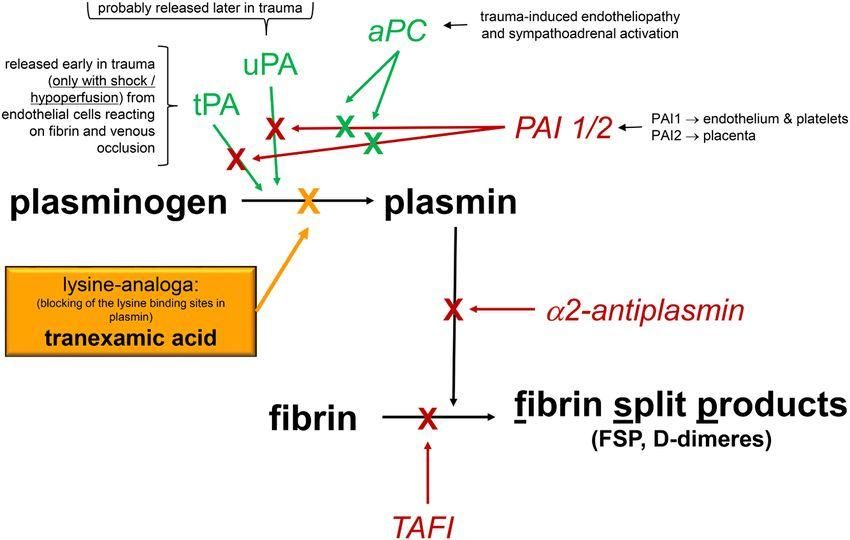 probably released later in trauma
aPC
trauma-induced endotheliopathy
and sympathoadrenal activation
released early in trauma
(only with shock /
hypoperfusion) from
endothelial cells reacting
on fibrin and venous
occlusion
uPA
tPA
X
X
X
X
PAI 1/2
PAI1 → endothelium & platelets
PAI2 → placenta
plasminogen
X
plasmin
lysine-analoga:
(blocking of the lysine binding sites in
plasmin)
tranexamic acid
X
α2-antiplasmin
fibrin
X
fibrin split products
(FSP, D-dimeres)
TAFI